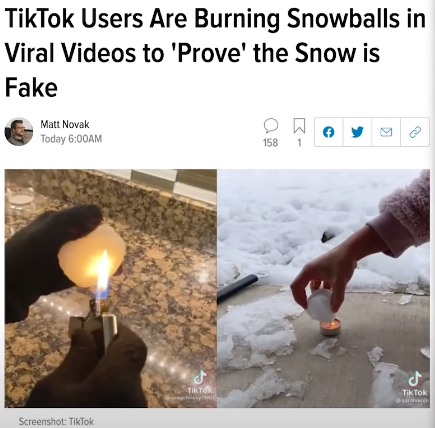 TikTok Users Are Burning Snowballs in
Viral Videos to 'Prove' the Snow is
Fake
Matt Novak
Today 6:00AM
158
1
TikTok
TikTok
Screenshot: TikTok